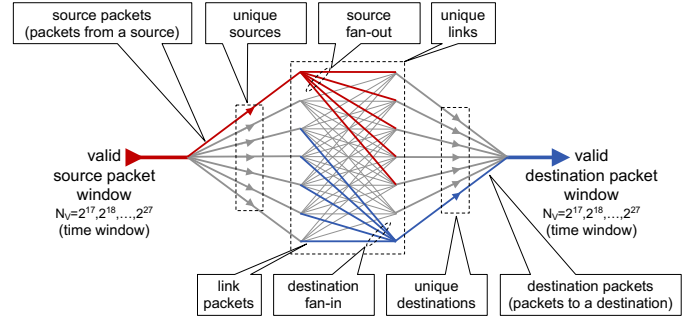 source packets
(packets from a source)
unique
sources
source
fan-out
unique
links
valid
source packet
window
N_V=2^17,2^18,...,2^27
(time window)
valid
destination packet
window
N_V=2^17,2^18,...,2^27
(time window)
link
packets
destination
fan-in
unique
destinations
destination packets
(packets to a destination)